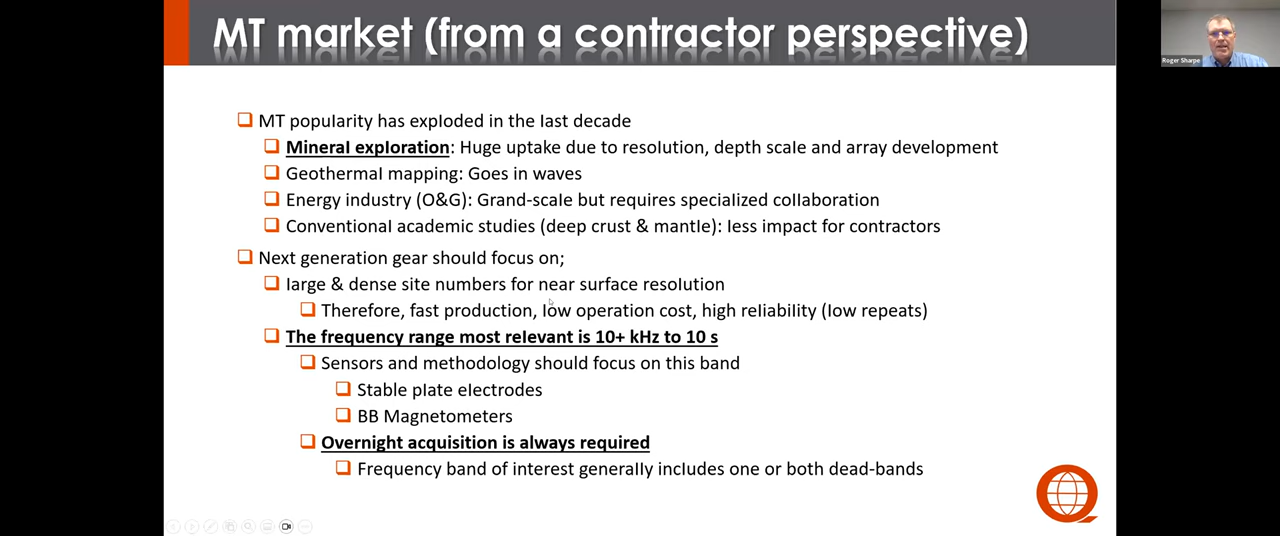 MT market (from a contractor perspective)
Roger Sharpe
MT popularity has exploded in the last decade
Mineral exploration: Huge uptake due to resolution, depth scale and array development
Geothermal mapping: Goes in waves
Energy industry (O&G): Grand-scale but requires specialized collaboration
Conventional academic studies (deep crust & mantle): less impact for contractors
Next generation gear should focus on;
large & dense site numbers for near surface resolution
Therefore, fast production, low operation cost, high reliability (low repeats)
The frequency range most relevant is 10+ kHz to 10 s
Sensors and methodology should focus on this band
Stable plate electrodes
BB Magnetometers
Overnight acquisition is always required
Frequency band of interest generally includes one or both dead-bands